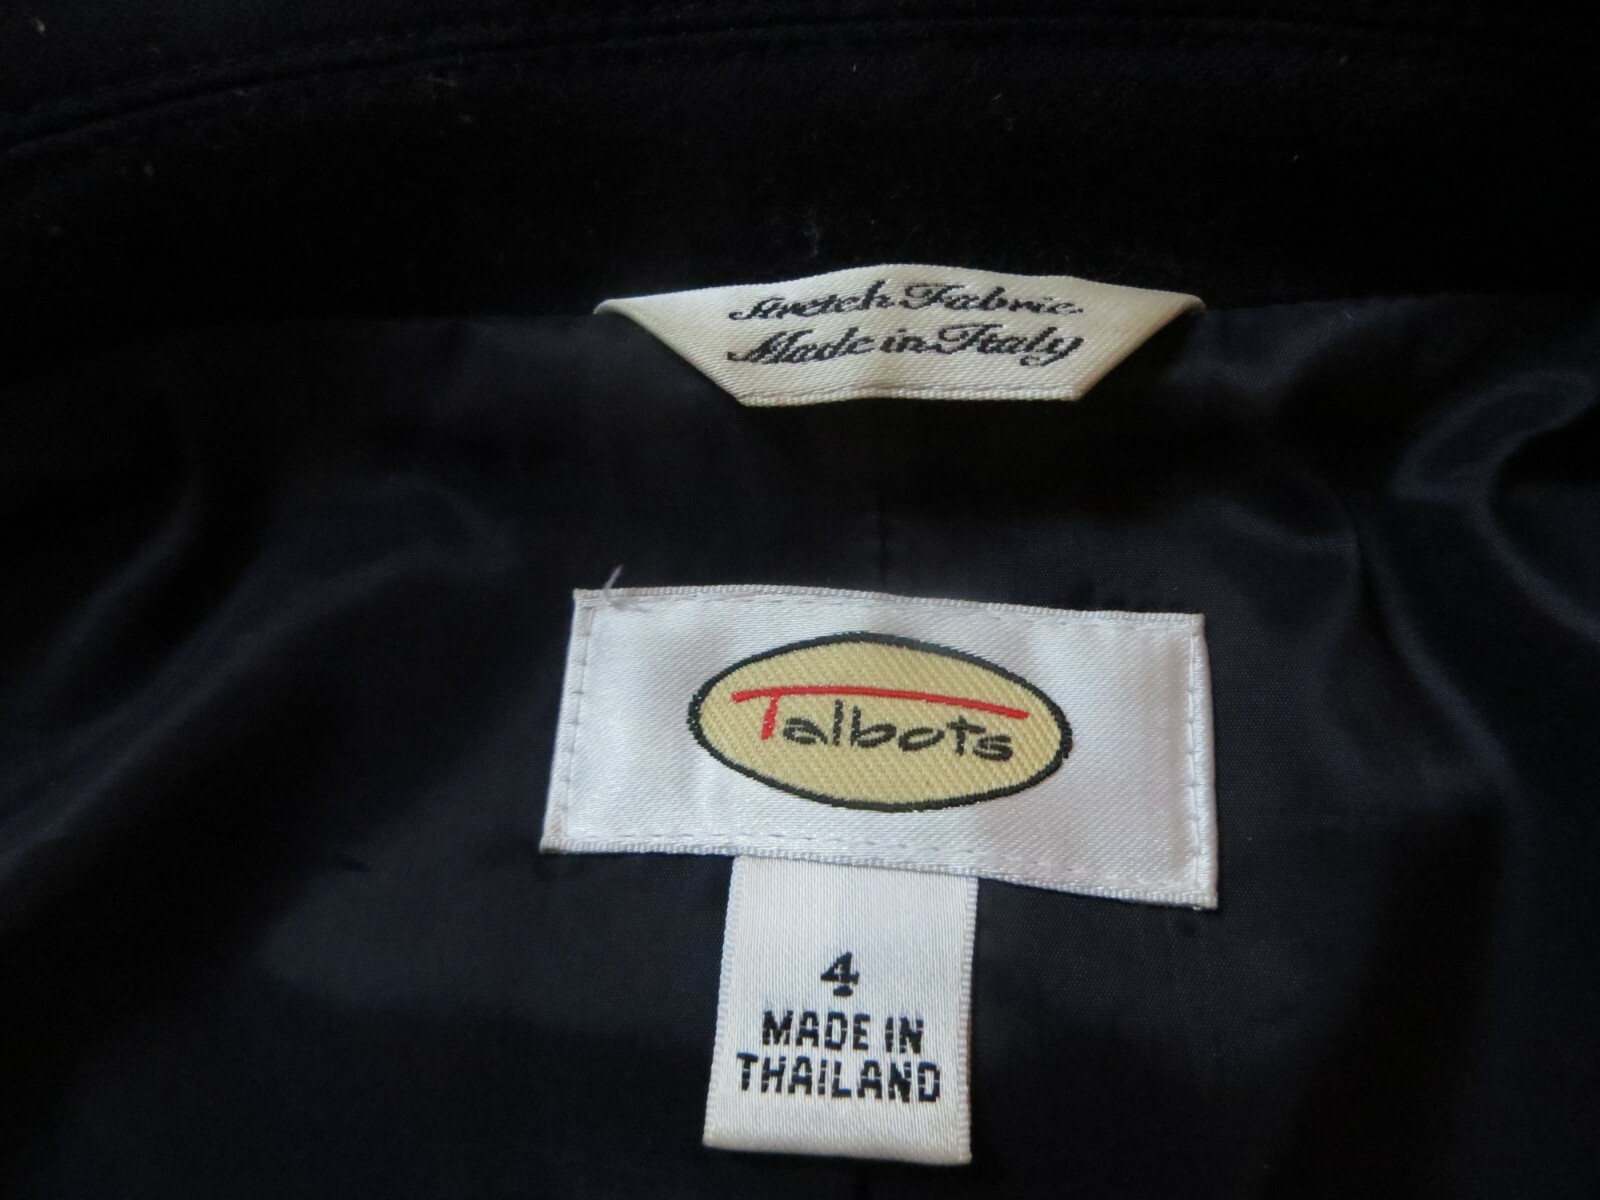 Stretch Fabric
Made in Italy
Talbots
4
MADE IN
THAILAND